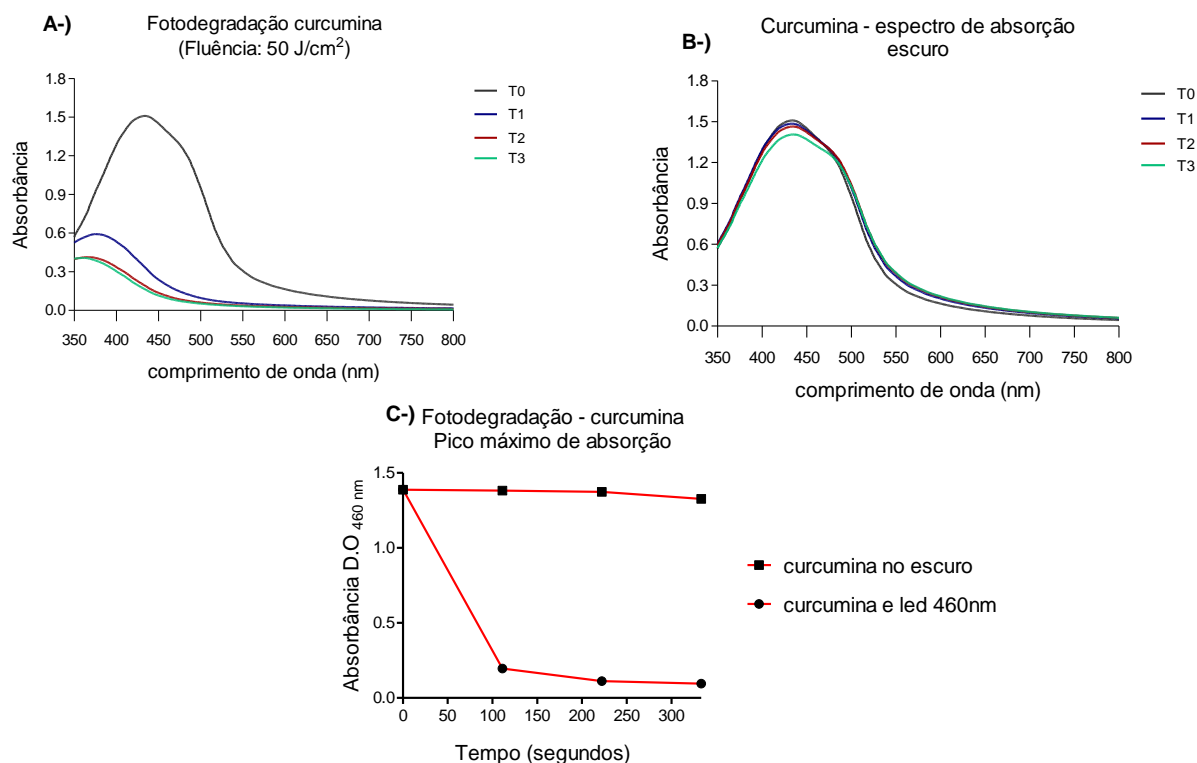 A-)
Fotodegradação curcumina
(Fluência: 50 J/cm²)
1.8
1.5
1.2
0.9
0.6
0.3
0.0
Absorbância
350 400 450 500 550 600 650 700 750 800
comprimento de onda (nm)
T0
T1
T2
T3
B-)
Curcumina - espectro de absorção
escuro
1.8
1.5
1.2
0.9
0.6
0.3
0.0
Absorbância
350 400 450 500 550 600 650 700 750 800
comprimento de onda (nm)
T0
T1
T2
T3
C-) Fotodegradação - curcumina
Pico máximo de absorção
1.5
1.0
0.5
0.0
Absorbância D.O 460 nm
0 50 100 150 200 250 300
Tempo (segundos)
curcumina no escuro
curcumina e led 460nm